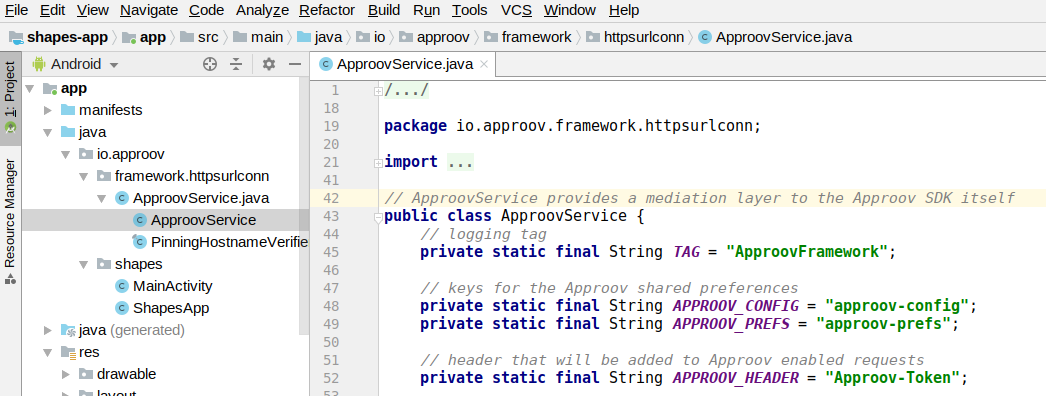 File Edit View Navigate Code Analyze Refactor Build Run Tools VCS Window Help
shapes-app app src main java io approov framework httpsurlconn C ApproovService.java
1: Project
Resource Manager
Android
app
manifests
java
io.approov
framework.httpsurlconn
C ApproovService.java
C ApproovService
C PinningHostnameVerifie
shapes
C MainActivity
C ShapesApp
java (generated)
res
drawable
layout
C ApproovService.java ×
1 /.../
18
19 package io.approov.framework.httpsurlconn;
20
21 import ...
41
42 // ApproovService provides a mediation layer to the Approov SDK itself
43 public class ApproovService {
44 // logging tag
45 private static final String TAG = "ApproovFramework";
46
47 // keys for the Approov shared preferences
48 private static final String APPROOV_CONFIG = "approov-config";
49 private static final String APPROOV_PREFS = "approov-prefs";
50
51 // header that will be added to Approov enabled requests
52 private static final String APPROOV_HEADER = "Approov-Token";
53